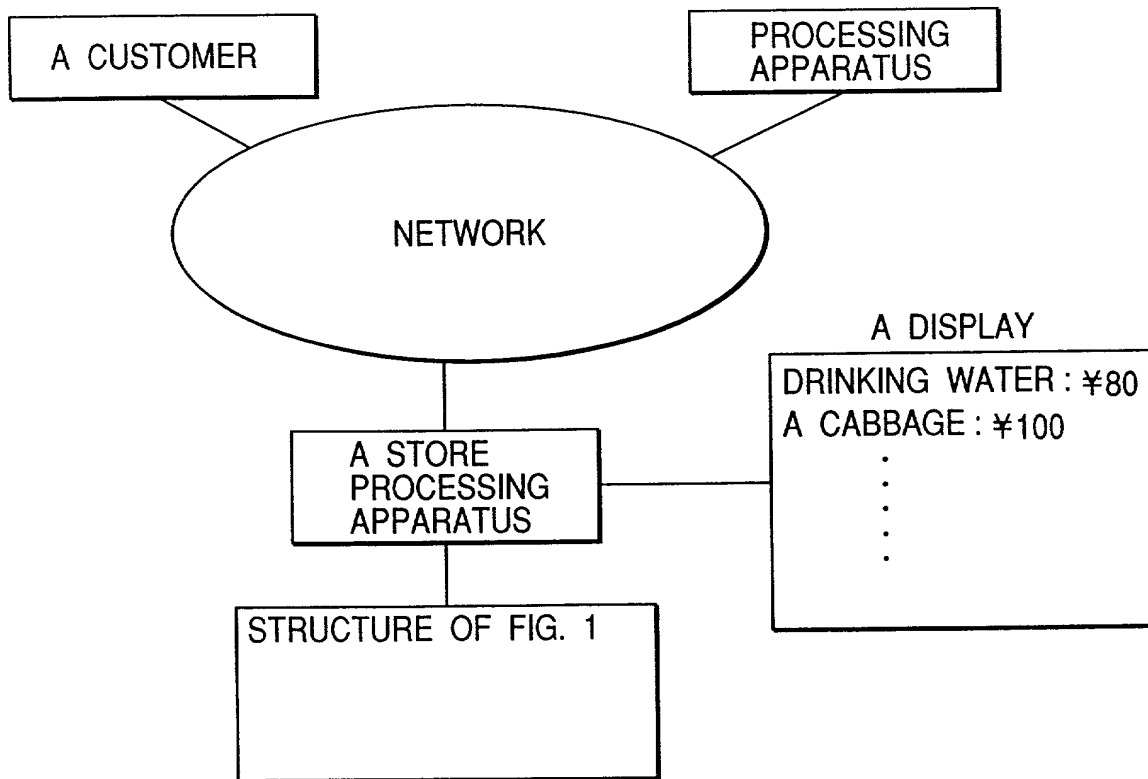 A CUSTOMER
PROCESSING
APPARATUS
NETWORK
A DISPLAY
DRINKING WATER : ¥80
A CABBAGE : ¥100
A STORE
PROCESSING
APPARATUS
STRUCTURE OF FIG. 1